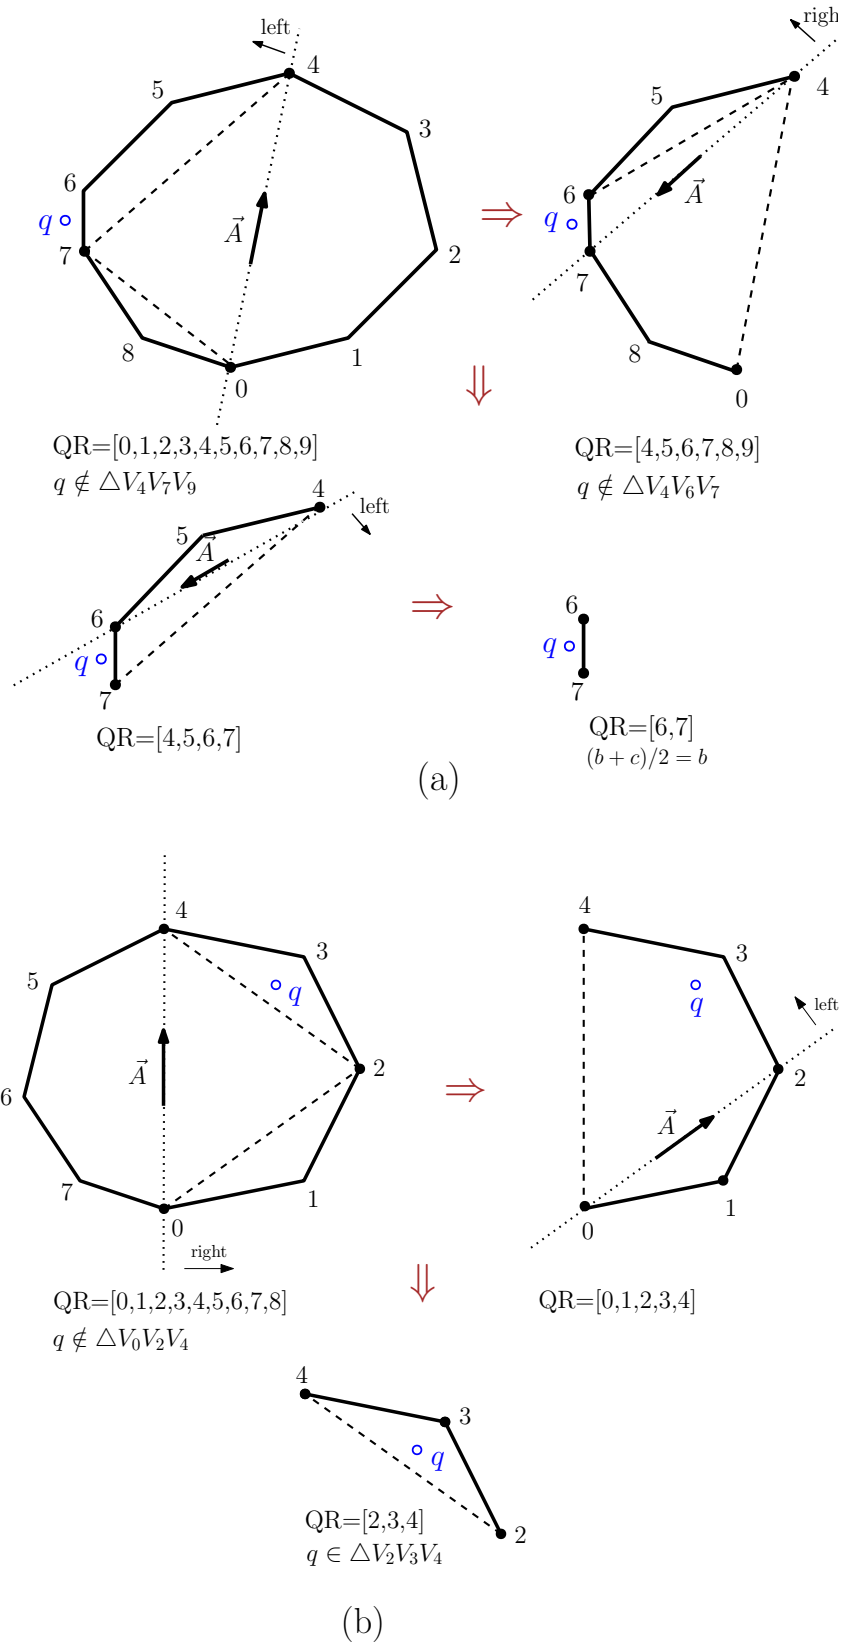 left
4
5
3
6
q
A⃗
7
2
8
1
0
QR=[0,1,2,3,4,5,6,7,8,9]
q ∉ △V₄V₇V₉
⇒
righ
4
5
6
q
A⃗
7
8
0
QR=[4,5,6,7,8,9]
q ∉ △V₄V₆V₇
⇓
4
left
5
A⃗
6
q
7
QR=[4,5,6,7]
⇒
6
q
7
QR=[6,7]
(b + c)/2 = b
(a)
4
3
5
q
A⃗
2
6
7
1
0
right
QR=[0,1,2,3,4,5,6,7,8]
q ∉ △V₀V₂V₄
⇒
4
3
q
left
2
A⃗
1
0
QR=[0,1,2,3,4]
⇓
4
3
q
2
QR=[2,3,4]
q ∈ △V₂V₃V₄
(b)